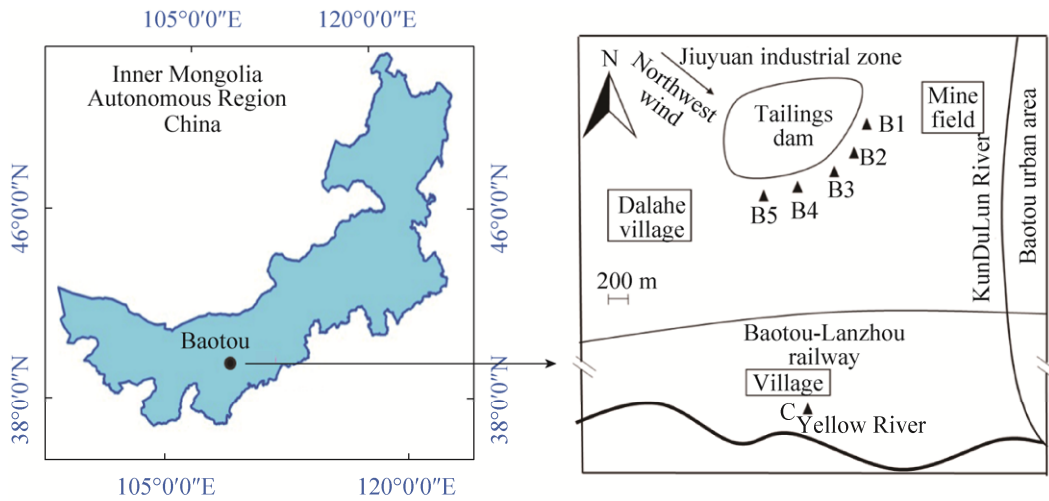 105°0′0″E
120°0′0″E
Inner Mongolia
Autonomous Region
China
46°0′0″N
38°0′0″N
Baotou
46°0′0″N
38°0′0″N
105°0′0″E
120°0′0″E
Jiuyuan industrial zone
N
Northwest
wind
Tailings
dam
Mine
field
B1
B2
B3
B4
B5
Dalahe
village
KunDuLun River
Baotou urban area
200 m
Baotou-Lanzhou
railway
Village
C
Yellow River